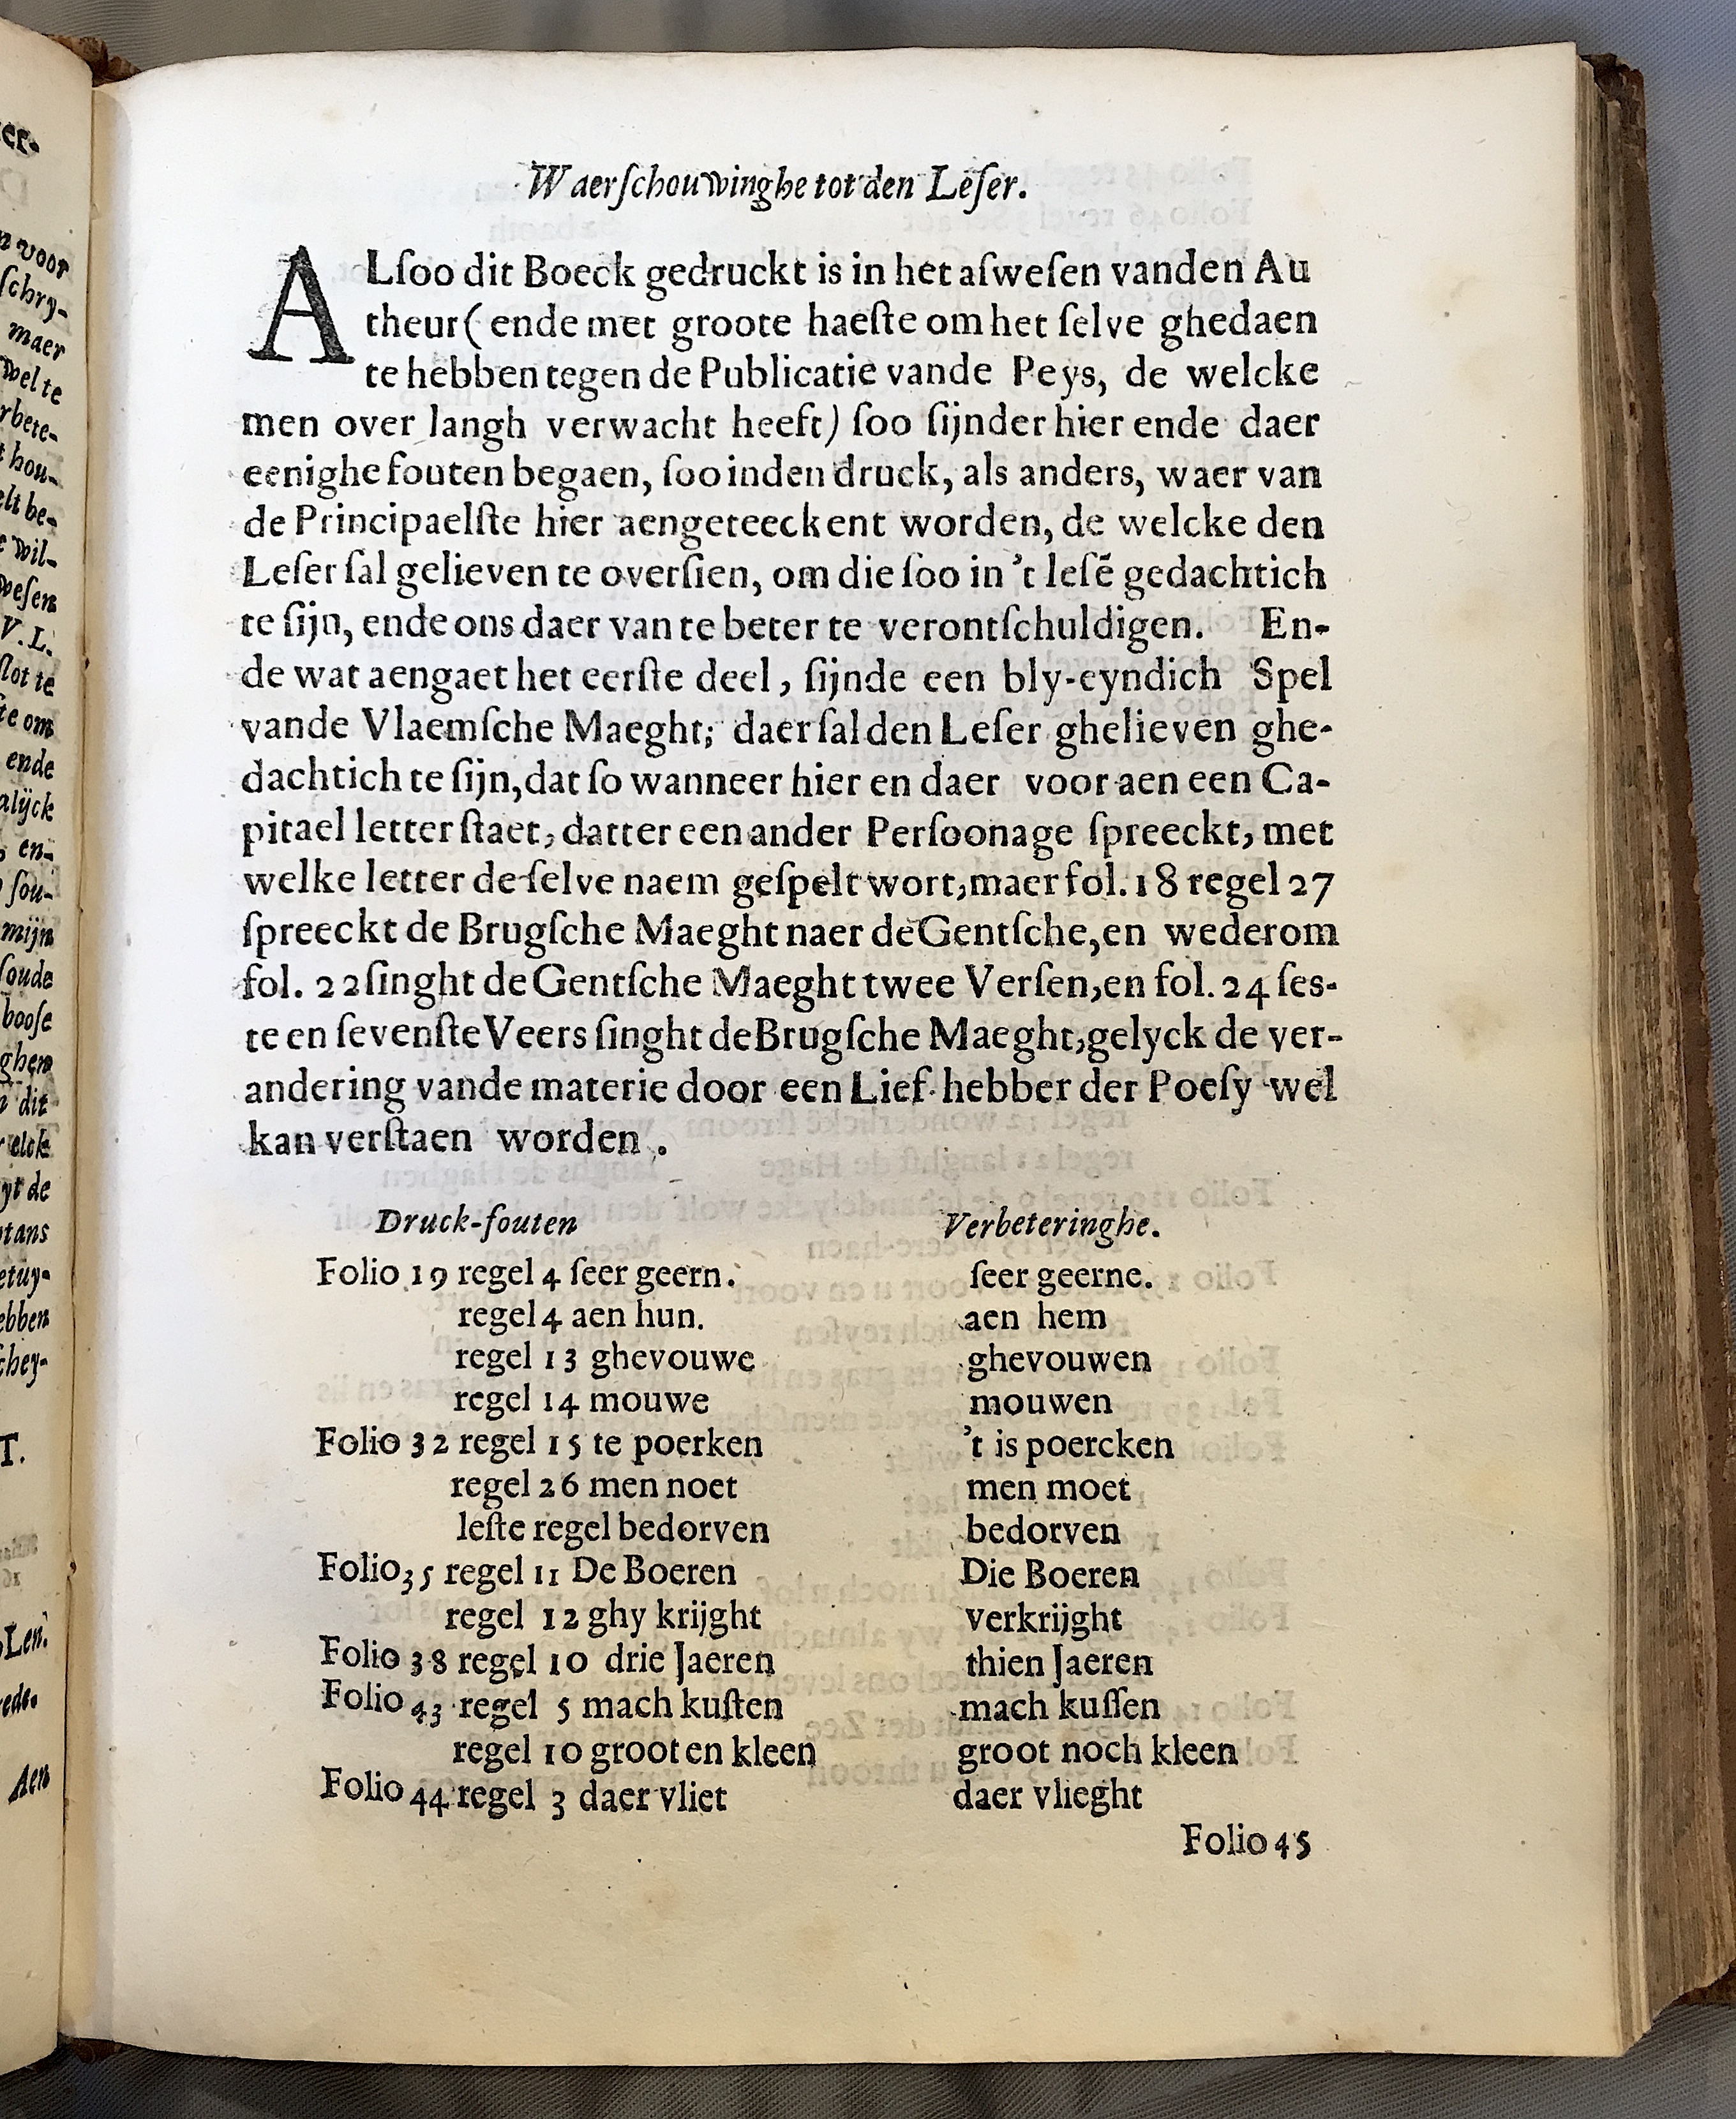 Waerſchouwinghe tot den Leſer.
ALſoo dit Boeck gedruckt is in het afweſen vanden Au
theur (ende met groote haeſte om het ſelve ghedaen
te hebben tegen de Publicatie vande Peys, de welcke
men over langh verwacht heeft) ſoo ſijnder hier ende daer
eenighe fouten begaen, ſoo inden druck, als anders, waer van
de Principaelſte hier aengeteeckent worden, de welcke den
Leſer ſal gelieven te overſien, om die ſoo in 't leſẽ gedachtich
te ſijn, ende ons daer van te beter te verontſchuldigen. En-
de wat aengaet het eerſte deel, ſijnde een bly-eyndich Spel
vande Vlaemſche Maeght; daer ſal den Leſer ghelieven ghe-
dachtich te ſijn, dat ſo wanneer hier en daer voor aen een Ca-
pitael letter ſtaet, datter een ander Perſoonage ſpreeckt, met
welke letter de ſelve naem geſpelt wort, maer fol. 18 regel 27
ſpreeckt de Brugſche Maeght naer de Gentſche, en wederom
fol. 22 ſinght de Gentſche Maeght twee Verſen, en fol. 24 ſes-
te en ſevenſte Veers ſinght de Brugſche Maeght, gelyck de ver-
andering vande materie door een Lief-hebber der Poeſy wel
kan verſtaen worden.
Druck-fouten Verbeteringhe.
Folio 19 regel 4 ſeer geern. ſeer geerne.
regel 4 aen hun. aen hem
regel 13 ghevouwe ghevouwen
regel 14 mouwe mouwen
Folio 32 regel 15 te poerken 't is poercken
regel 26 men noet men moet
leſte regel bedorven bedorven
Folio 35 regel 11 De Boeren Die Boeren
regel 12 ghy krijght verkrijght
Folio 38 regel 10 drie Jaeren thien Jaeren
Folio 43 regel 5 mach kuſten mach kuſſen
regel 10 groot en kleen groot noch kleen
Folio 44 regel 3 daer vliet daer vlieght
Folio 45